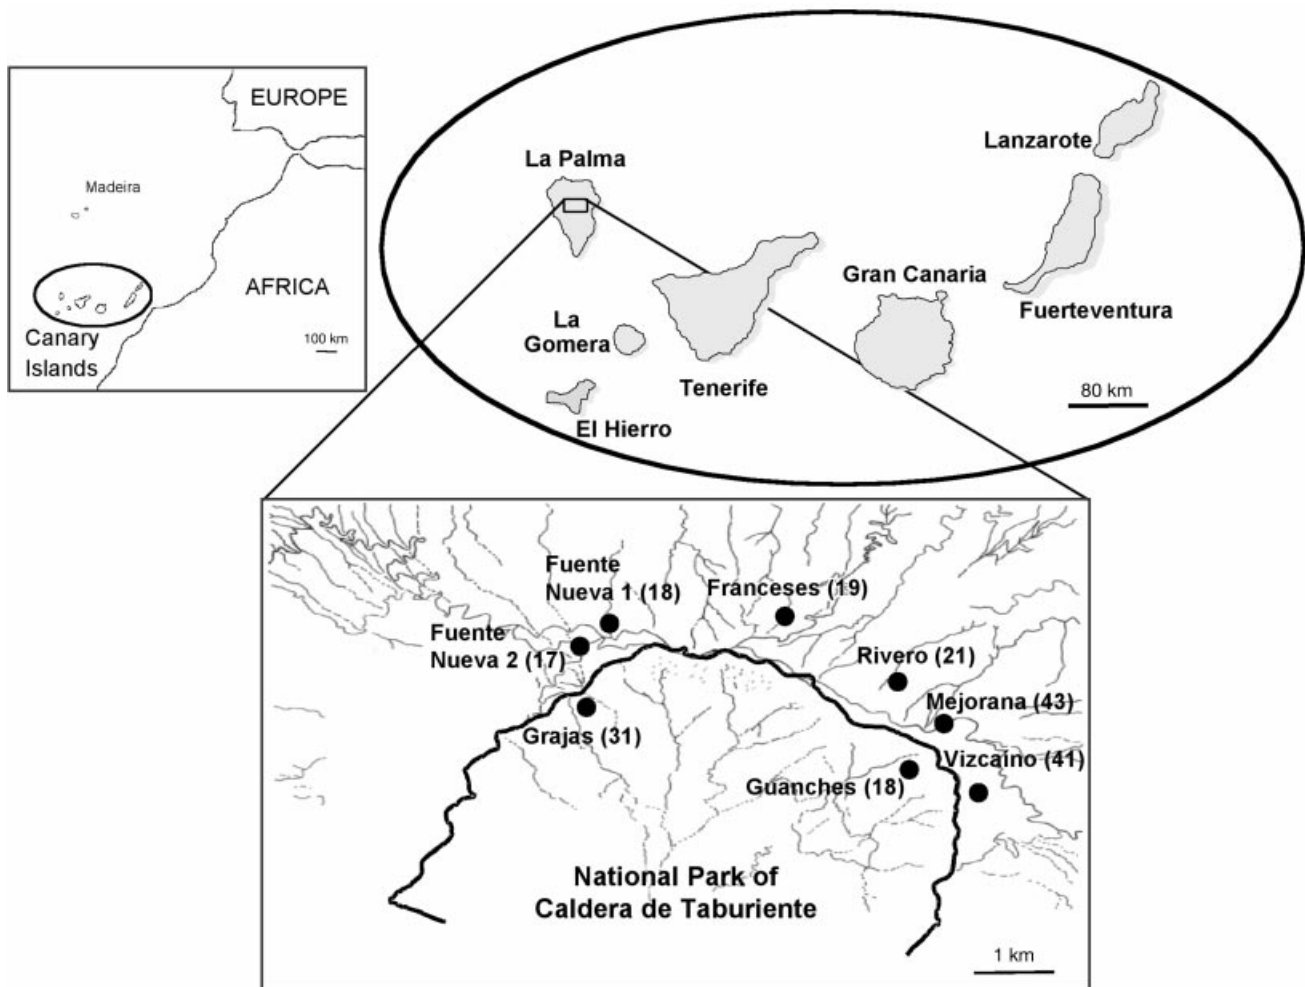 EUROPE
Madeira
AFRICA
Canary
Islands
100 km
La Palma
Lanzarote
Gran Canaria
Fuerteventura
La
Gomera
Tenerife
El Hierro
80 km
Fuente
Nueva 1 (18)
Franceses (19)
Fuente
Nueva 2 (17)
Rivero (21)
Mejorana (43)
Grajas (31)
Vizcaíno (41)
Guanches (18)
National Park of
Caldera de Taburiente
1 km